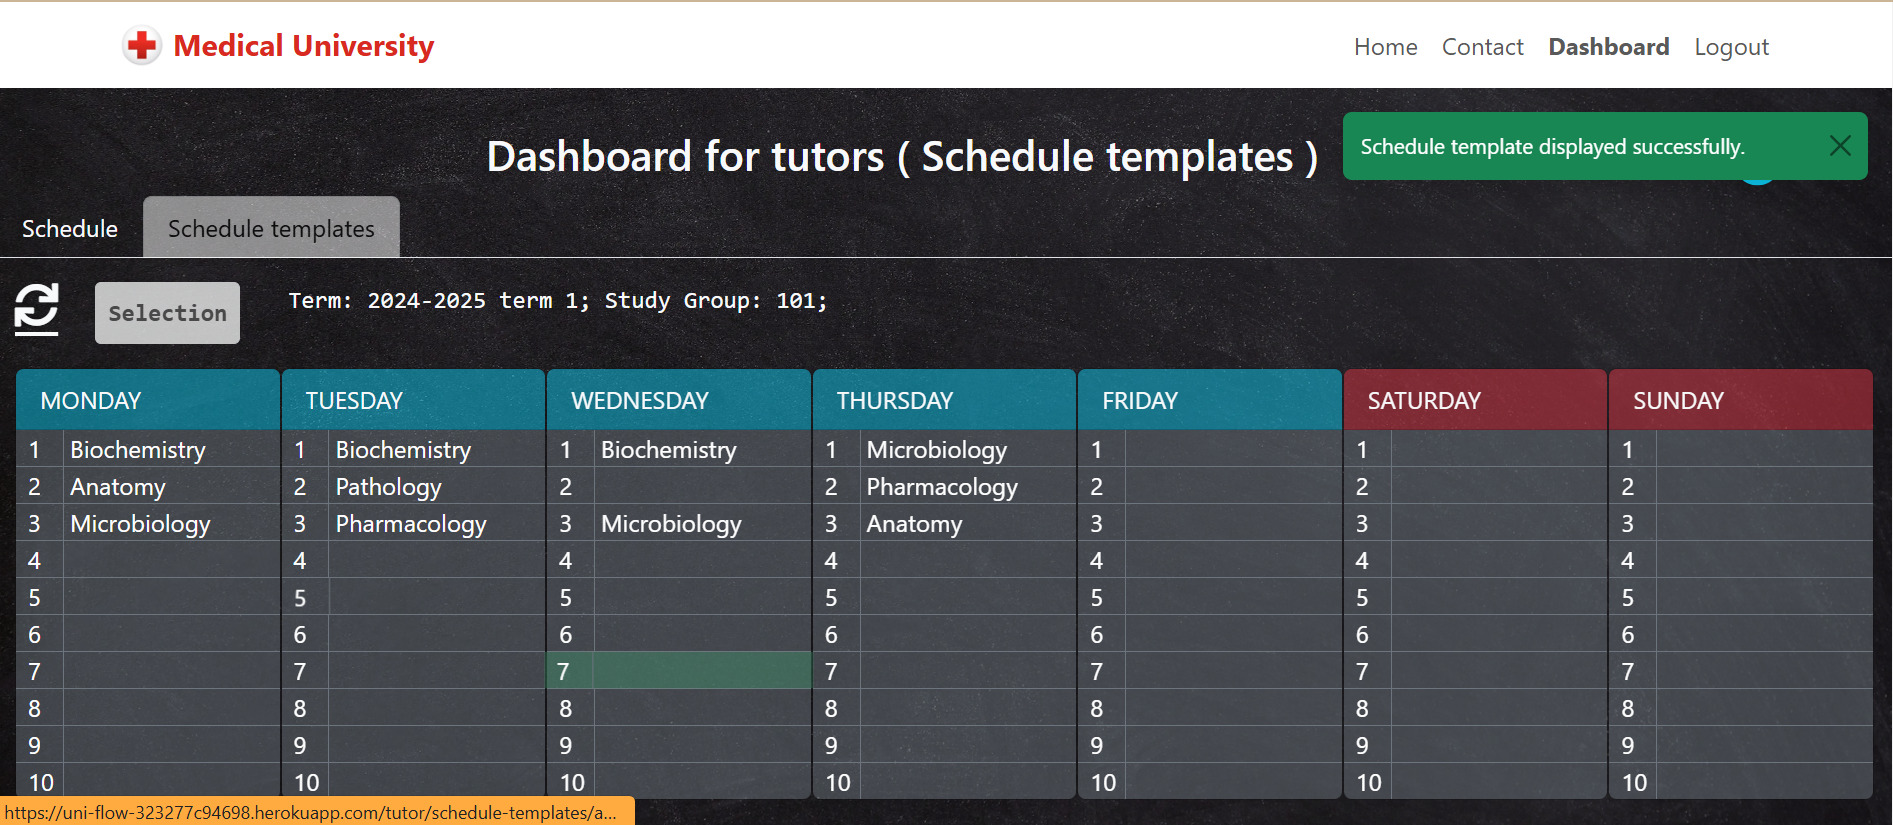 Medical University
Home Contact Dashboard Logout
Dashboard for tutors ( Schedule templates )
Schedule template displayed successfully.
Schedule Schedule templates
Selection
Term: 2024-2025 term 1; Study Group: 101;
MONDAY TUESDAY WEDNESDAY THURSDAY FRIDAY SATURDAY SUNDAY
1 Biochemistry 1 Biochemistry 1 Biochemistry 1 Microbiology 1 1 1
2 Anatomy 2 Pathology 2 2 Pharmacology 2 2 2
3 Microbiology 3 Pharmacology 3 Microbiology 3 Anatomy 3 3 3
4 4 4 4 4 4 4
5 5 5 5 5 5 5
6 6 6 6 6 6 6
7 7 7 7 7 7 7
8 8 8 8 8 8 8
9 9 9 9 9 9 9
10 10 10 10 10 10 10
https://uni-flow-323277c94698.herokuapp.com/tutor/schedule-templates/a...